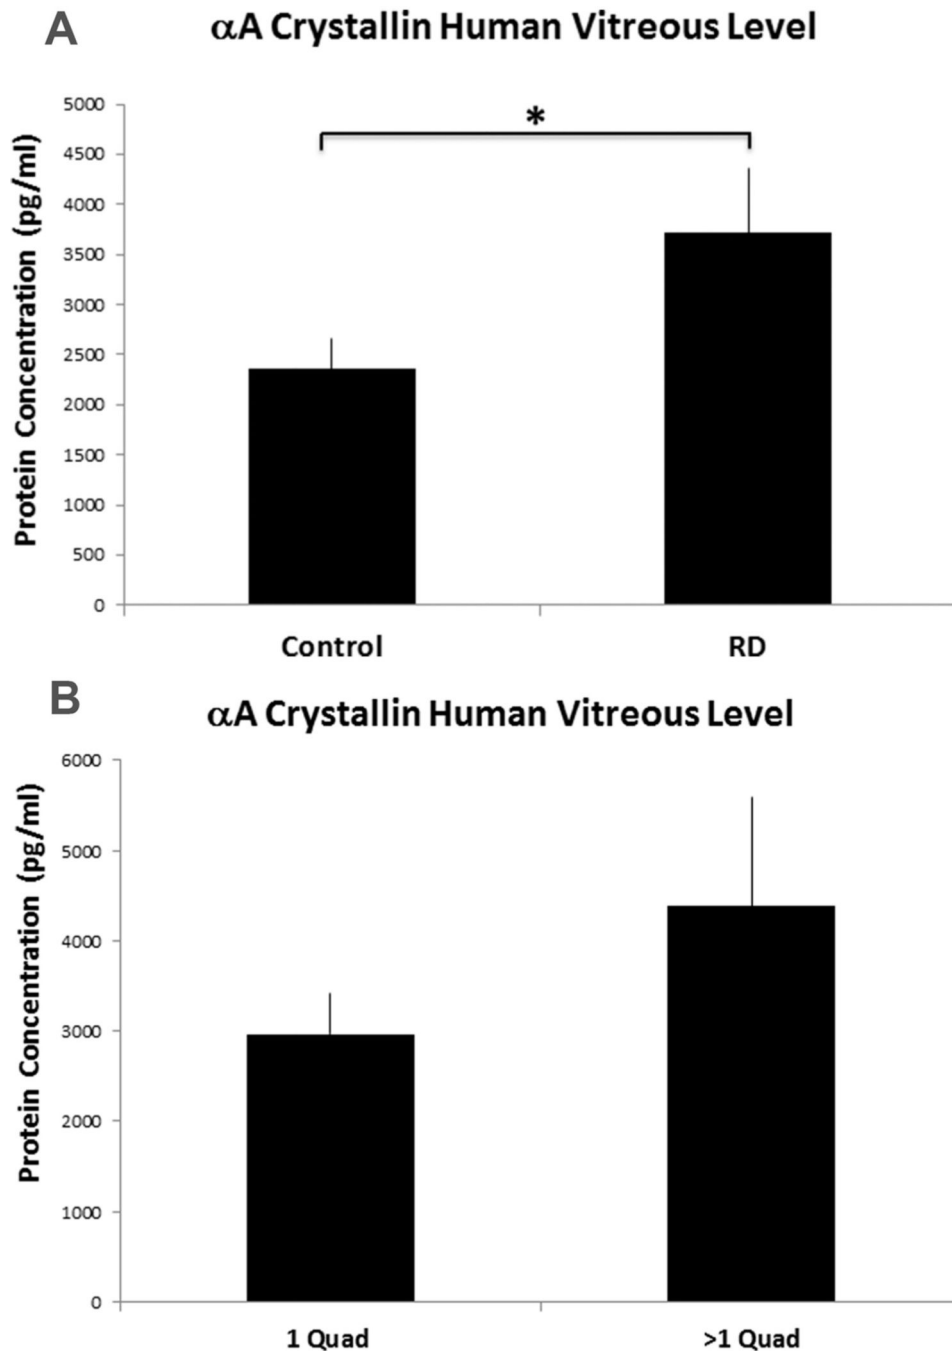 A
αA Crystallin Human Vitreous Level
Protein Concentration (pg/ml)
5000
4500
4000
3500
3000
2500
2000
1500
1000
500
0
*
Control RD
B
αA Crystallin Human Vitreous Level
Protein Concentration (pg/ml)
6000
5000
4000
3000
2000
1000
0
1 Quad >1 Quad